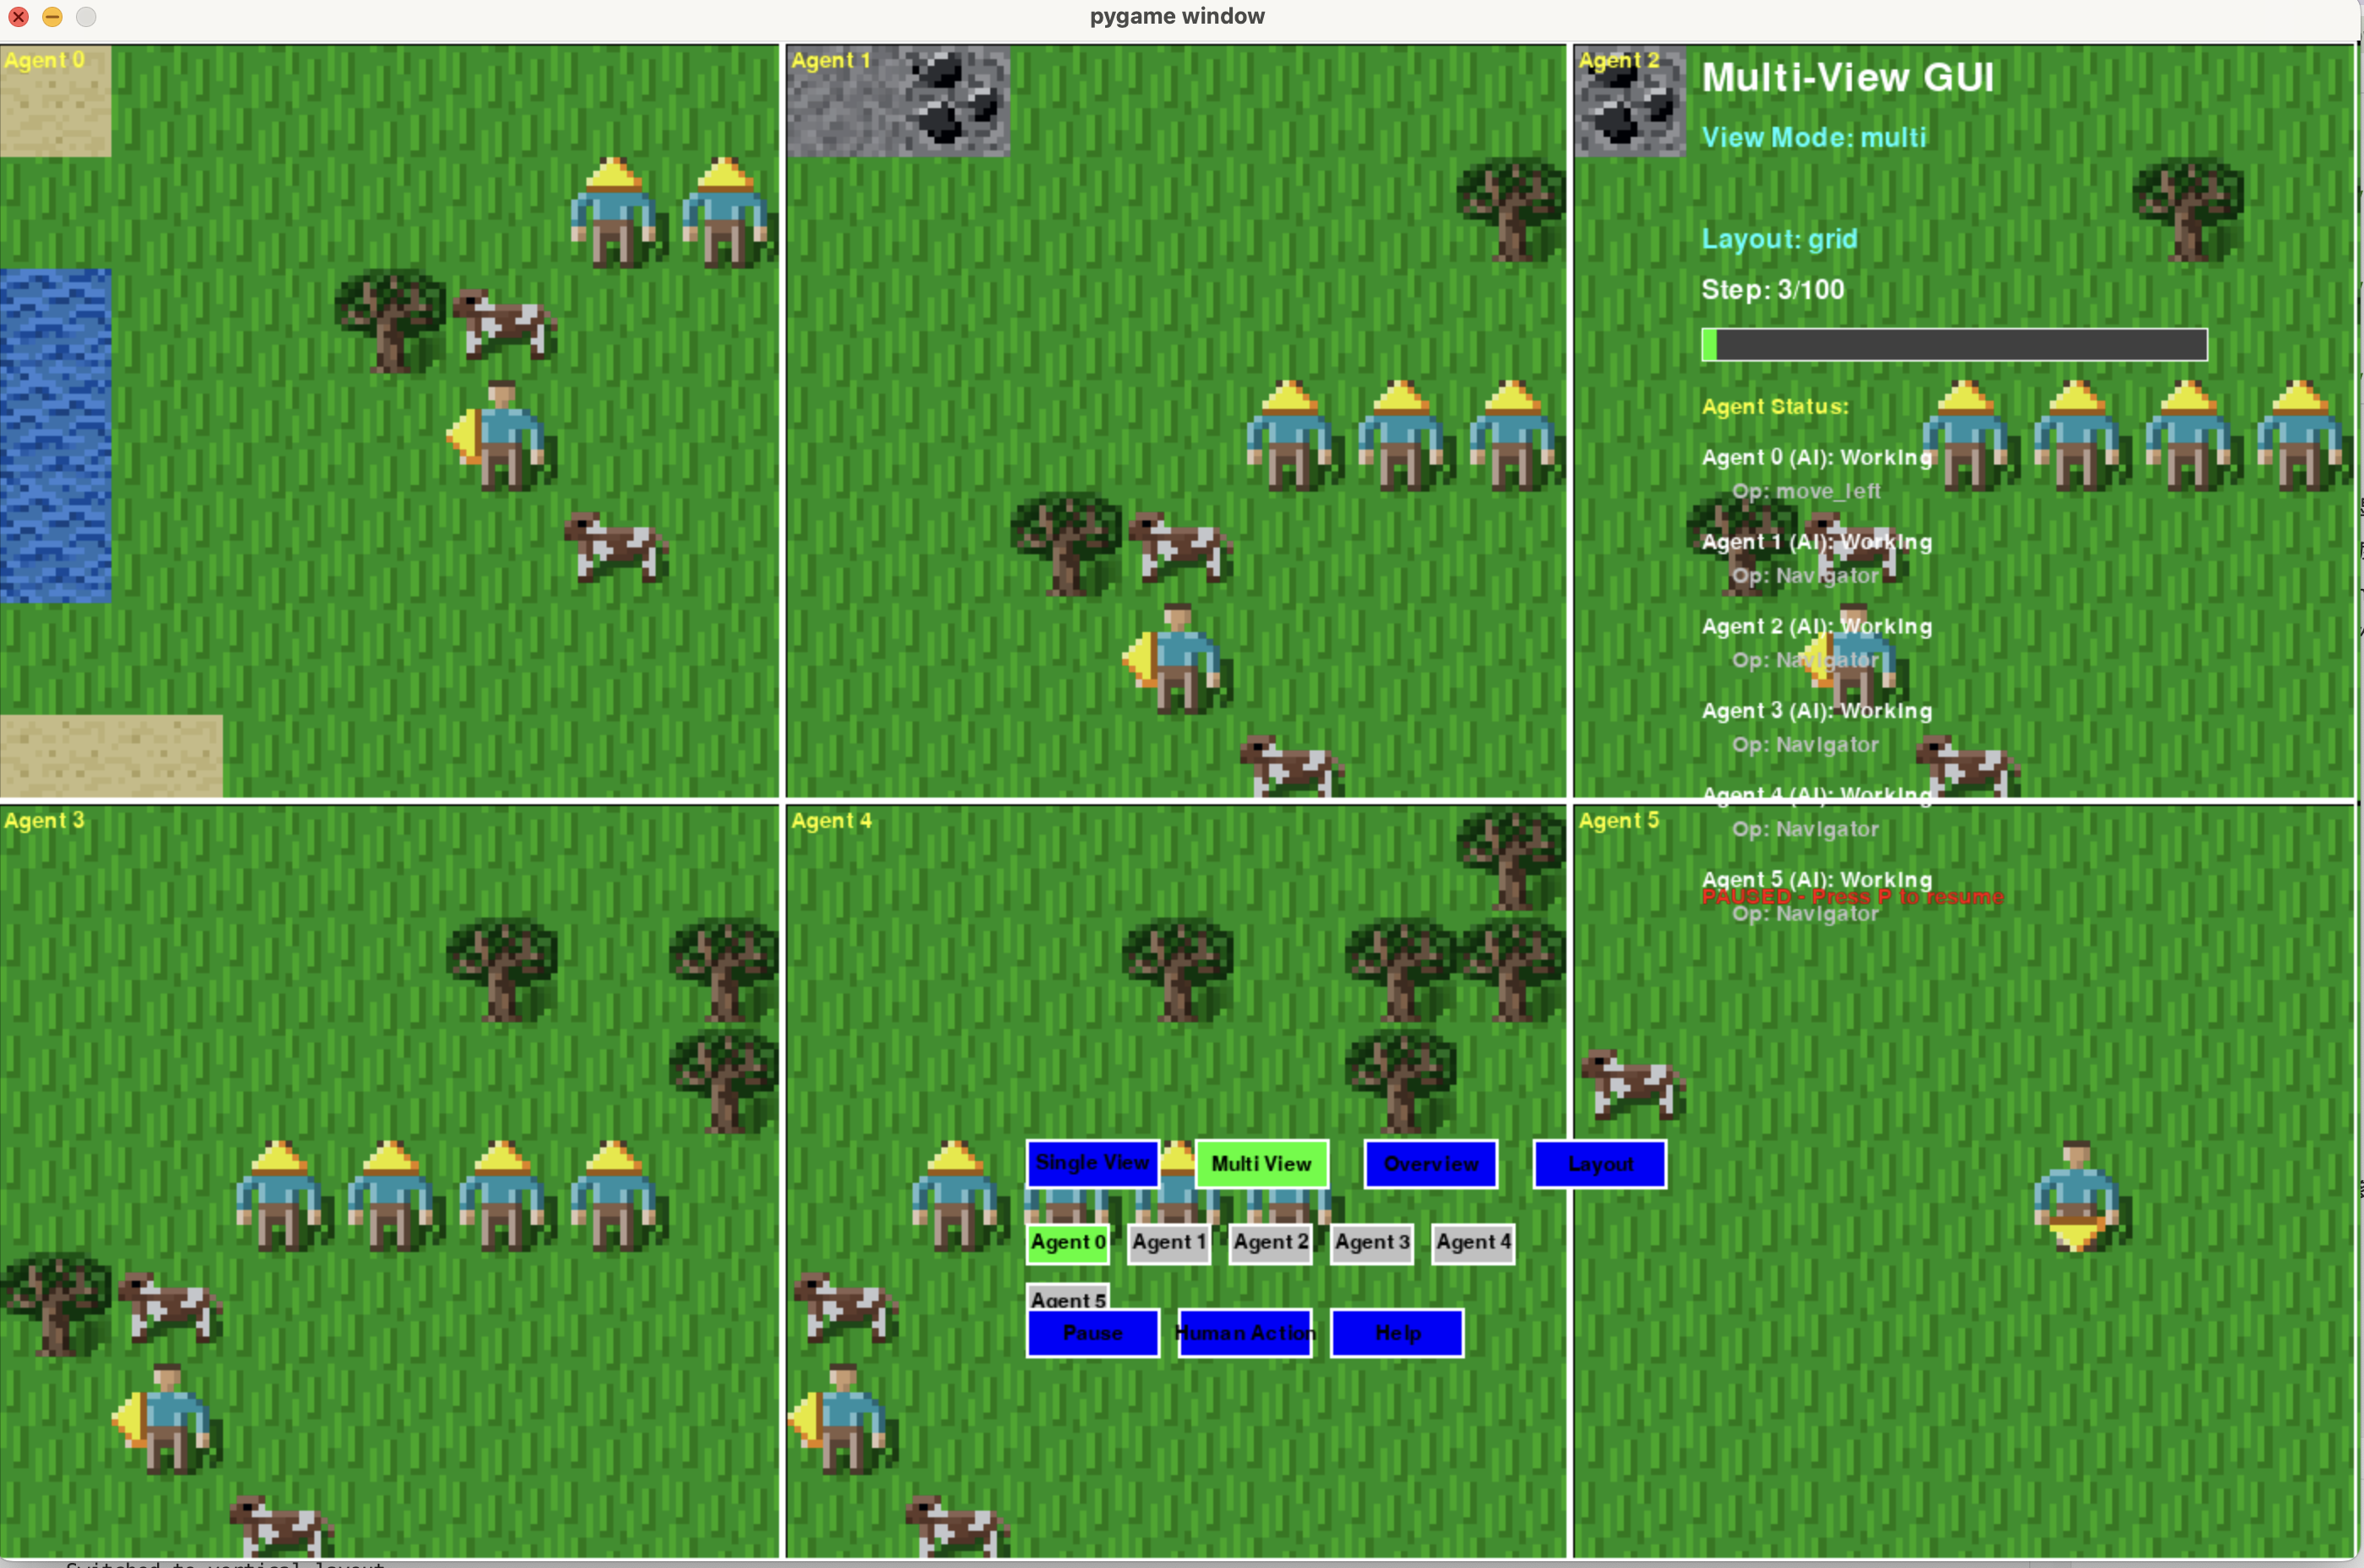 pygame window
Agent 0
Agent 1
Agent 2
Multi-View GUI
View Mode: multi
Layout: grid
Step: 3/100
Agent Status:
Agent 0 (AI): Working
Op: move_left
Agent 1 (AI): Working
Op: Navigator
Agent 2 (AI): Working
Op: Navigator
Agent 3 (AI): Working
Op: Navigator
Agent 4 (AI): Working
Op: Navigator
Agent 5 (AI): Working
PAUSED - Press P to resume
Op: Navigator
Agent 3
Agent 4
Agent 5
Single View
Multi View
Overview
Layout
Agent 0
Agent 1
Agent 2
Agent 3
Agent 4
Agent 5
Pause
Human Action
Help
Switched to vertical layout